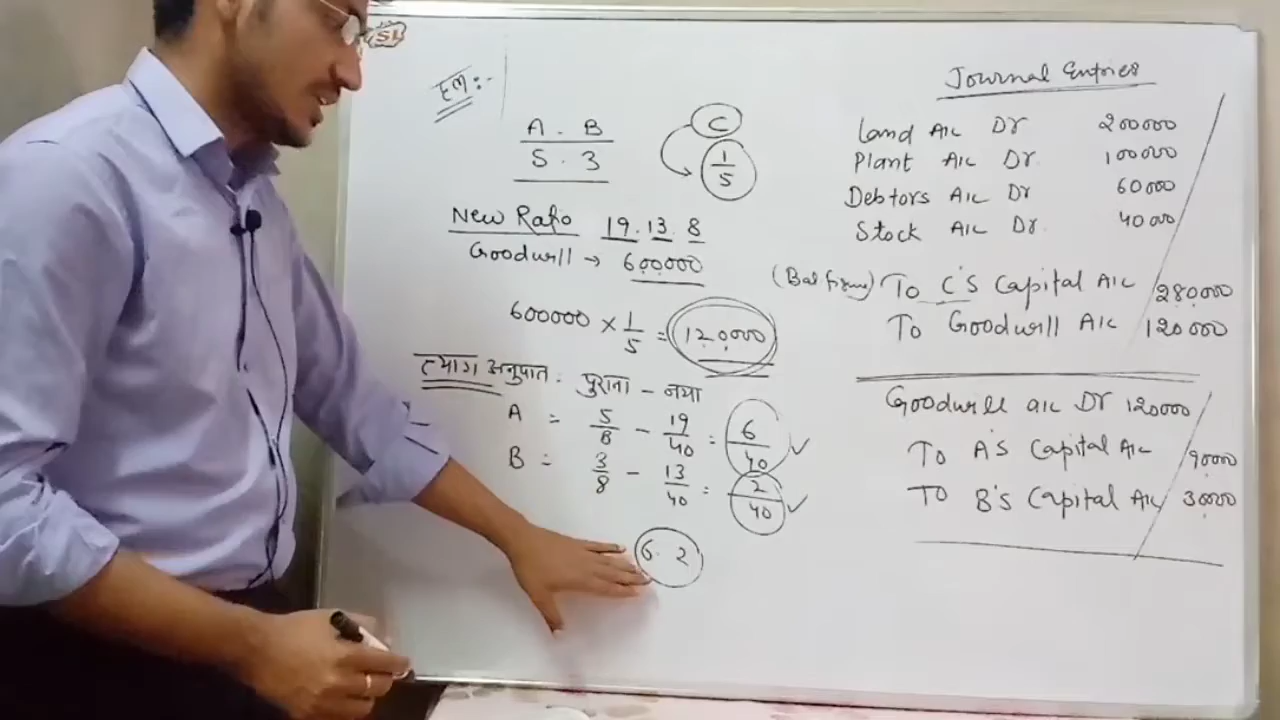 Em:-
A . B
5 . 3
C
1/5
New Ratio 19.13.8
Goodwill → 600000
600000 × 1/5 = 120000
त्याग अनुपात = पुराना - नया
A = 5/8 - 19/40 = 6/40 ✓
B = 3/8 - 13/40 = 2/40 ✓
6. 2
Journal Entries
Land A/c Dr 200000
Plant A/c Dr. 100000
Debtors A/c Dr 60000
Stock A/c Dr. 40000
To C's Capital A/c 280000
To Goodwill A/c 120000
Goodwill a/c Dr 120000
To A's Capital A/c 90000
To B's Capital A/c 30000